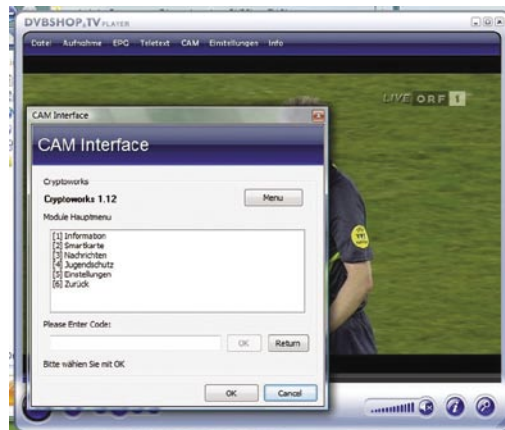 DVBSHOP.TV PLAYER
Datei Aufnahme EPG Teletext CAM Einstellungen Info
LIVE ORF 1
CAM Interface
CAM Interface
Cryptoworks
Cryptoworks 1.12
Menu
Module Hauptmenu
[1] Information
[2] Smartkarte
[3] Nachrichten
[4] Jugendschutz
[5] Einstellungen
[6] Zurück
Please Enter Code:
OK Return
Bitte wählen Sie mit OK
OK Cancel